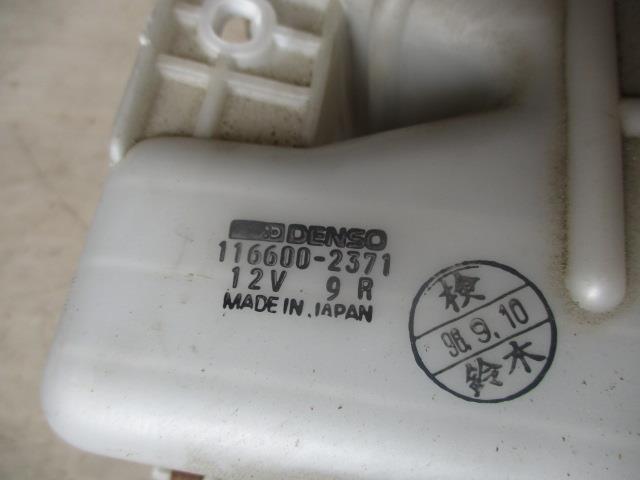 DENSO
116600-2371
12V 9R
MADE IN JAPAN
検
98.9.10
鈴木